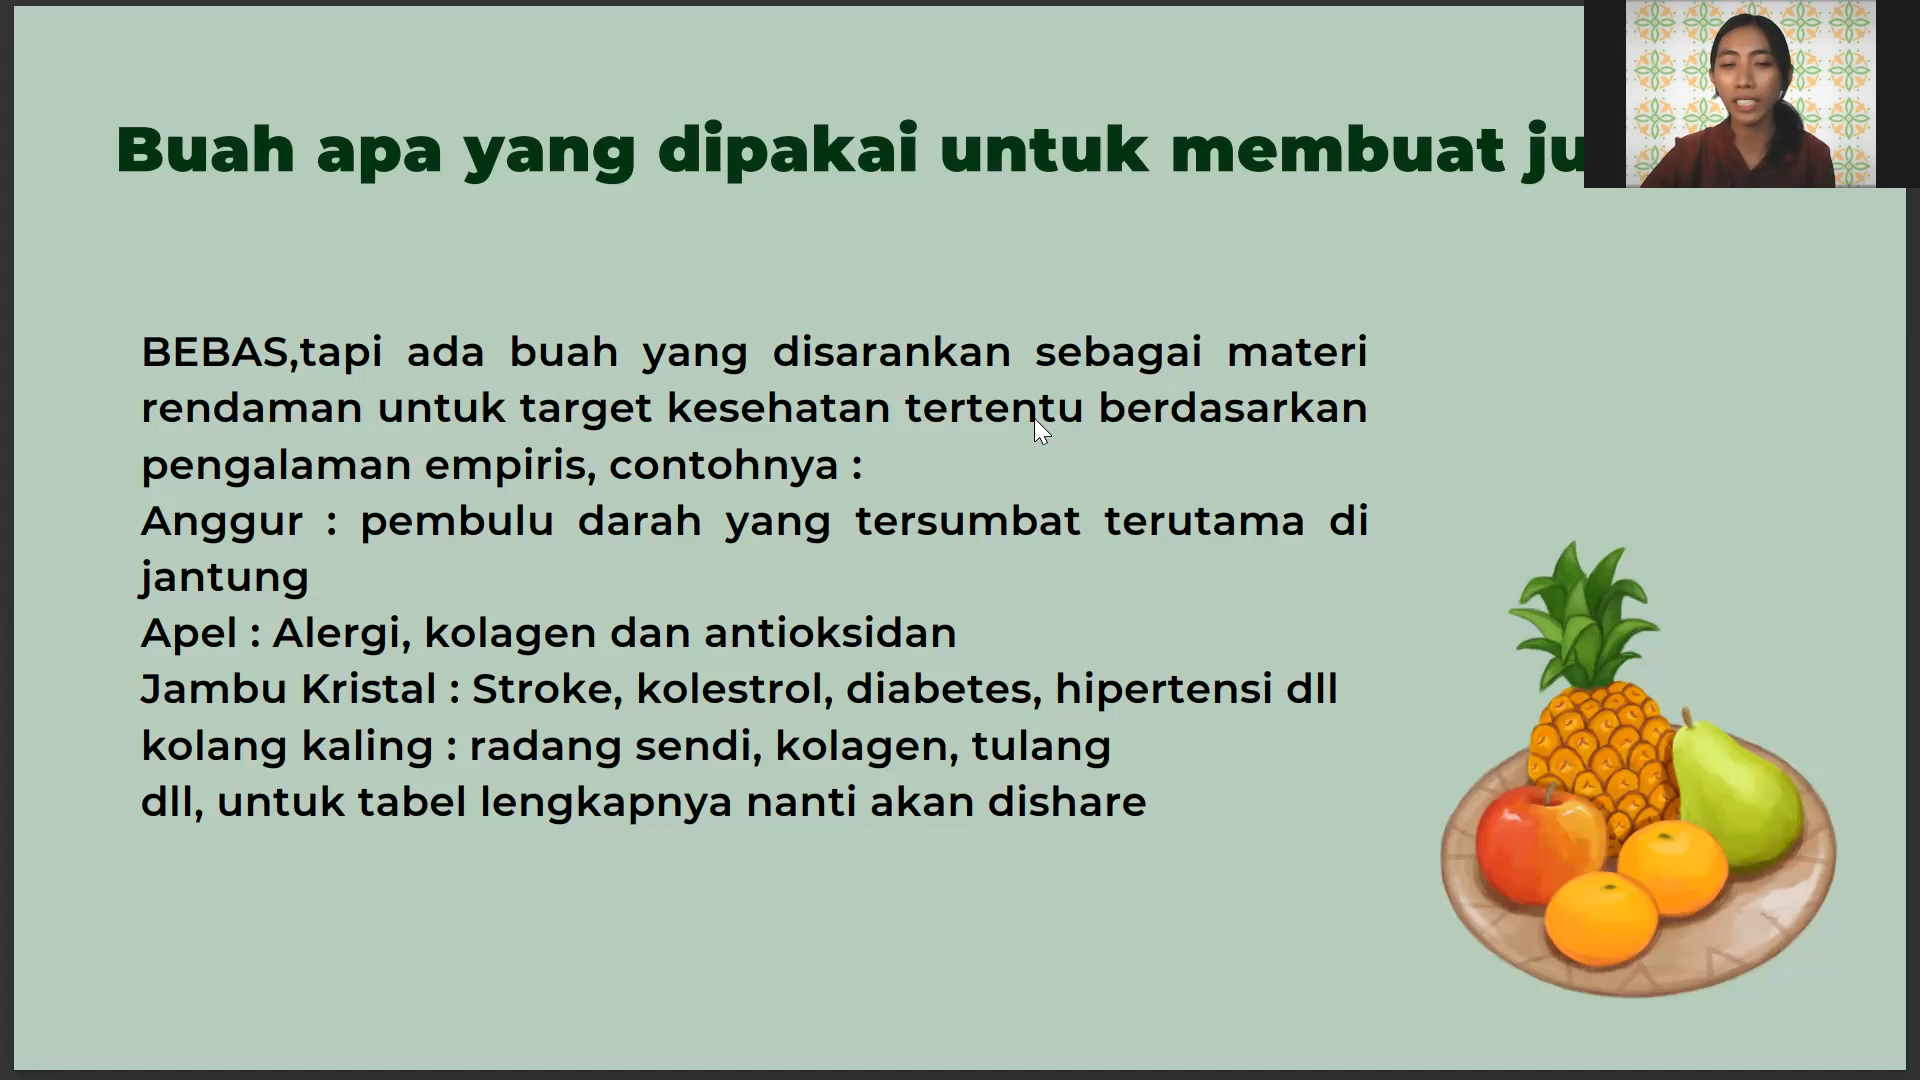 Buah apa yang dipakai untuk membuat
BEBAS,tapi ada buah yang disarankan sebagai materi
rendaman untuk target kesehatan tertentu berdasarkan
pengalaman empiris, contohnya :
Anggur : pembulu darah yang tersumbat terutama di
jantung
Apel : Alergi, kolagen dan antioksidan
Jambu Kristal : Stroke, kolestrol, diabetes, hipertensi dll
kolang kaling : radang sendi, kolagen, tulang
dll, untuk tabel lengkapnya nanti akan dishare